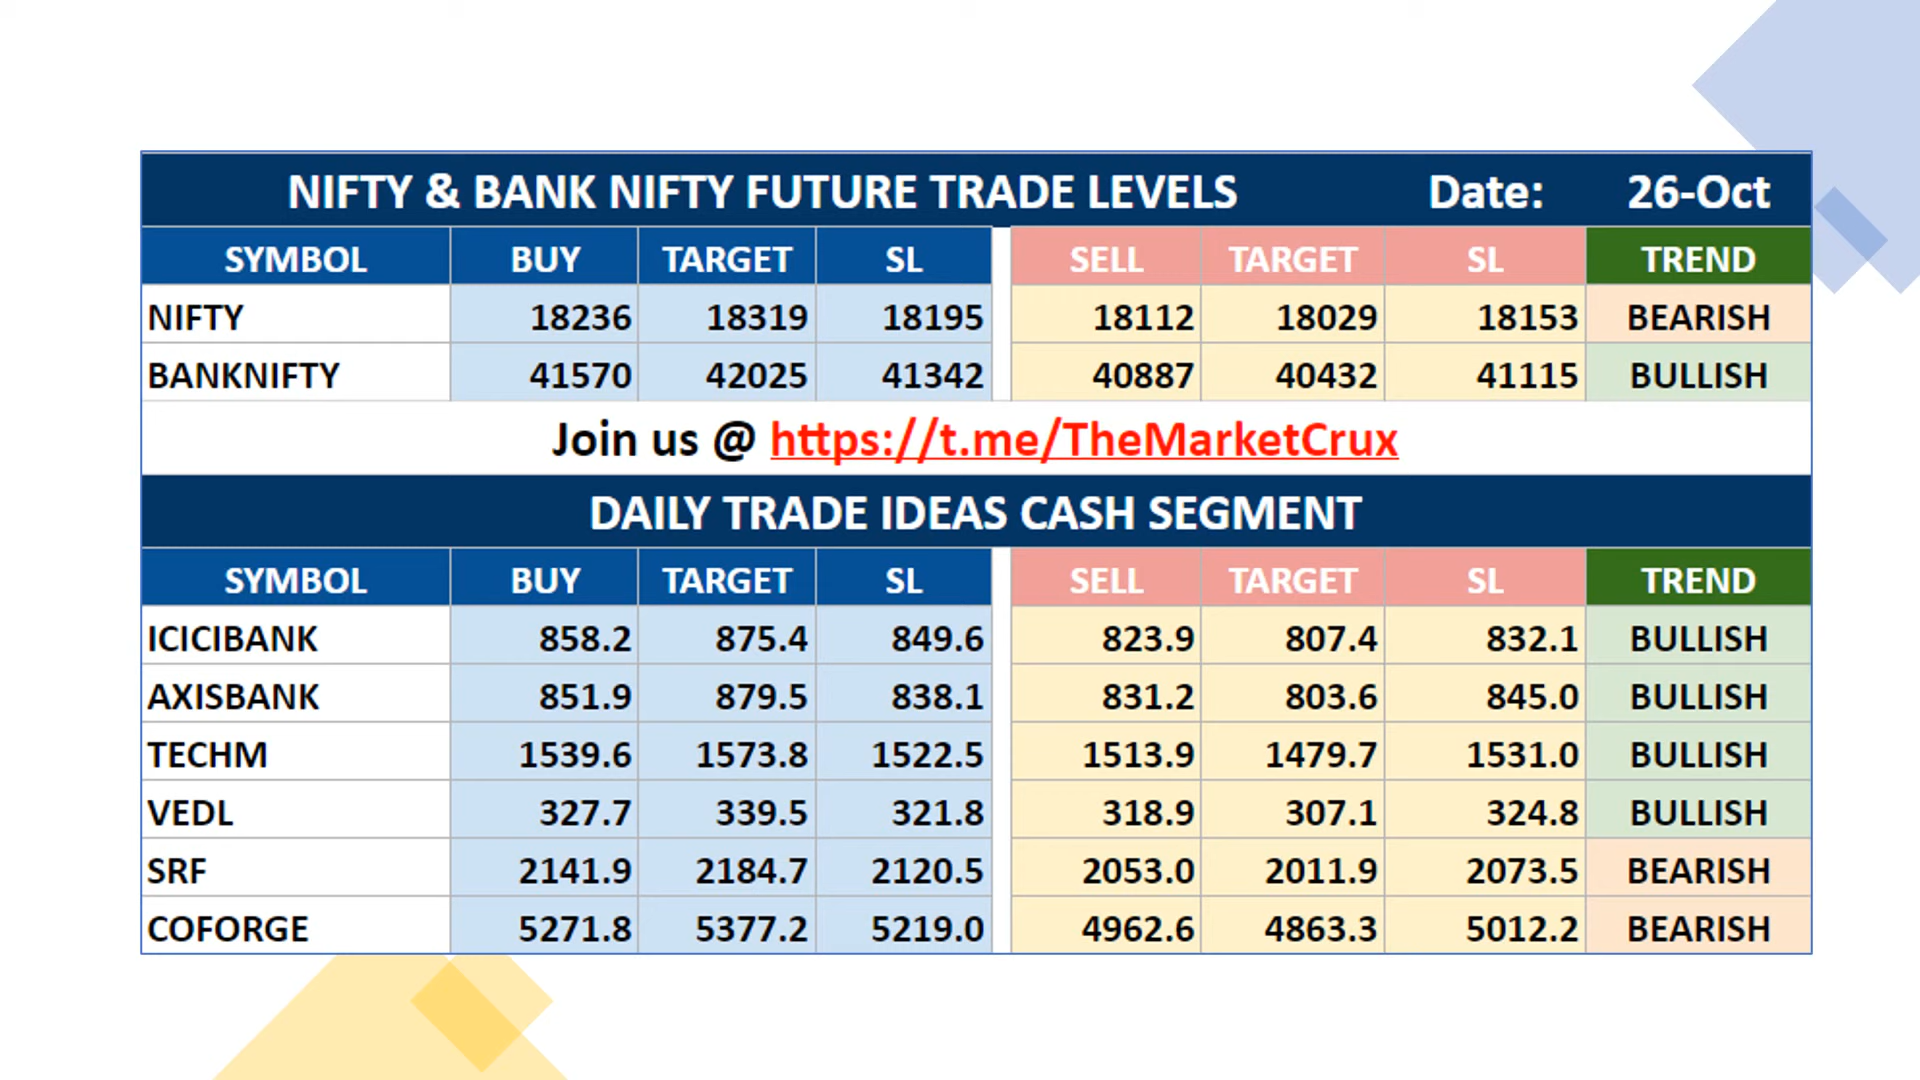 NIFTY & BANK NIFTY FUTURE TRADE LEVELS Date: 26-Oct
SYMBOL BUY TARGET SL SELL TARGET SL TREND
NIFTY 18236 18319 18195 18112 18029 18153 BEARISH
BANKNIFTY 41570 42025 41342 40887 40432 41115 BULLISH
Join us @ https://t.me/TheMarketCrux
DAILY TRADE IDEAS CASH SEGMENT
SYMBOL BUY TARGET SL SELL TARGET SL TREND
ICICIBANK 858.2 875.4 849.6 823.9 807.4 832.1 BULLISH
AXISBANK 851.9 879.5 838.1 831.2 803.6 845.0 BULLISH
TECHM 1539.6 1573.8 1522.5 1513.9 1479.7 1531.0 BULLISH
VEDL 327.7 339.5 321.8 318.9 307.1 324.8 BULLISH
SRF 2141.9 2184.7 2120.5 2053.0 2011.9 2073.5 BEARISH
COFORGE 5271.8 5377.2 5219.0 4962.6 4863.3 5012.2 BEARISH